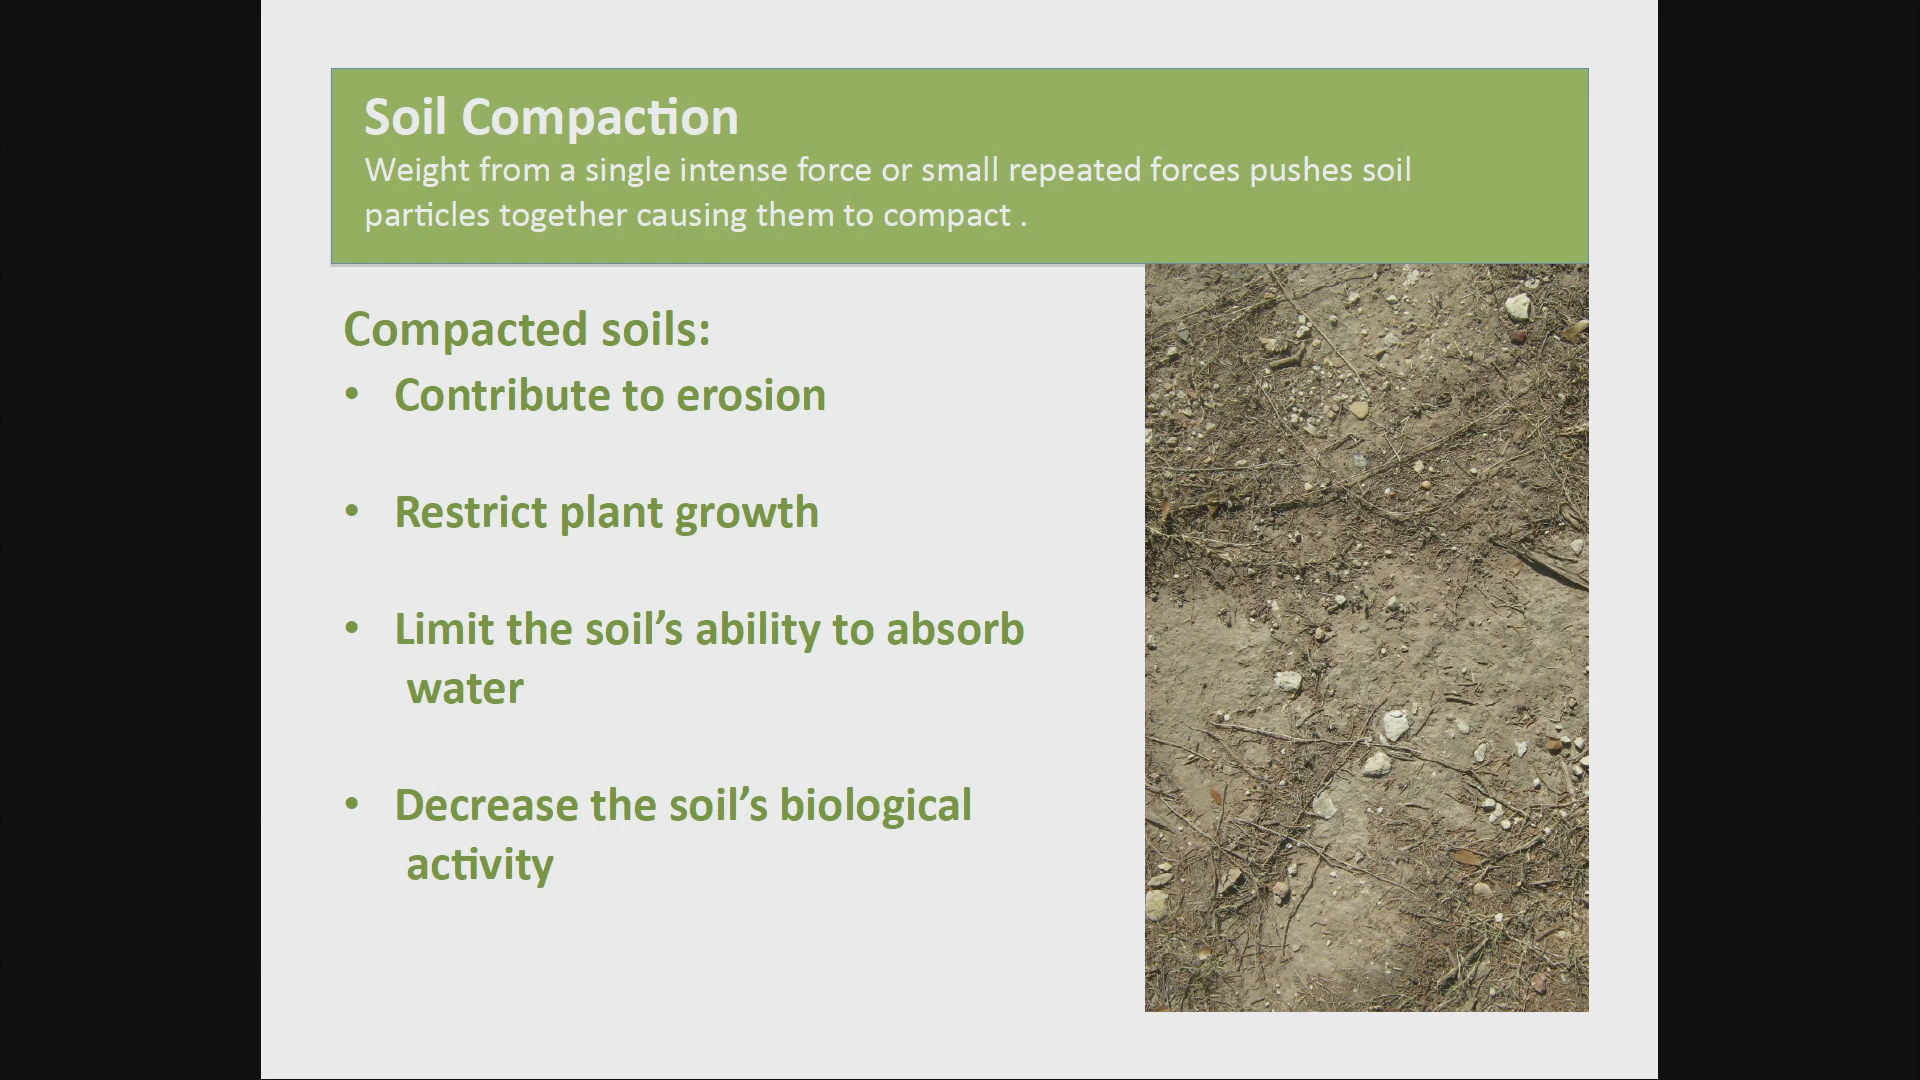 Soil Compaction
Weight from a single intense force or small repeated forces pushes soil
particles together causing them to compact .
Compacted soils:
• Contribute to erosion
• Restrict plant growth
• Limit the soil’s ability to absorb
water
• Decrease the soil’s biological
activity